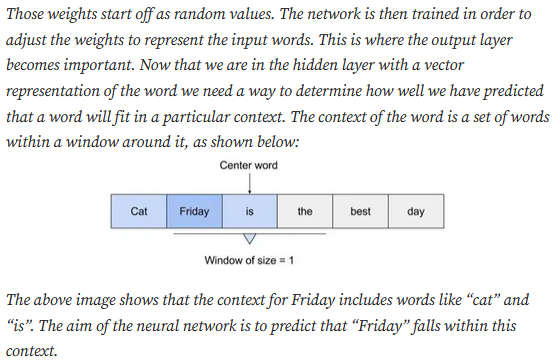 Those weights start off as random values. The network is then trained in order to
adjust the weights to represent the input words. This is where the output layer
becomes important. Now that we are in the hidden layer with a vector
representation of the word we need a way to determine how well we have predicted
that a word will fit in a particular context. The context of the word is a set of words
within a window around it, as shown below:
Center word
Cat Friday is the best day
Window of size = 1
The above image shows that the context for Friday includes words like “cat” and
“is”. The aim of the neural network is to predict that “Friday” falls within this
context.